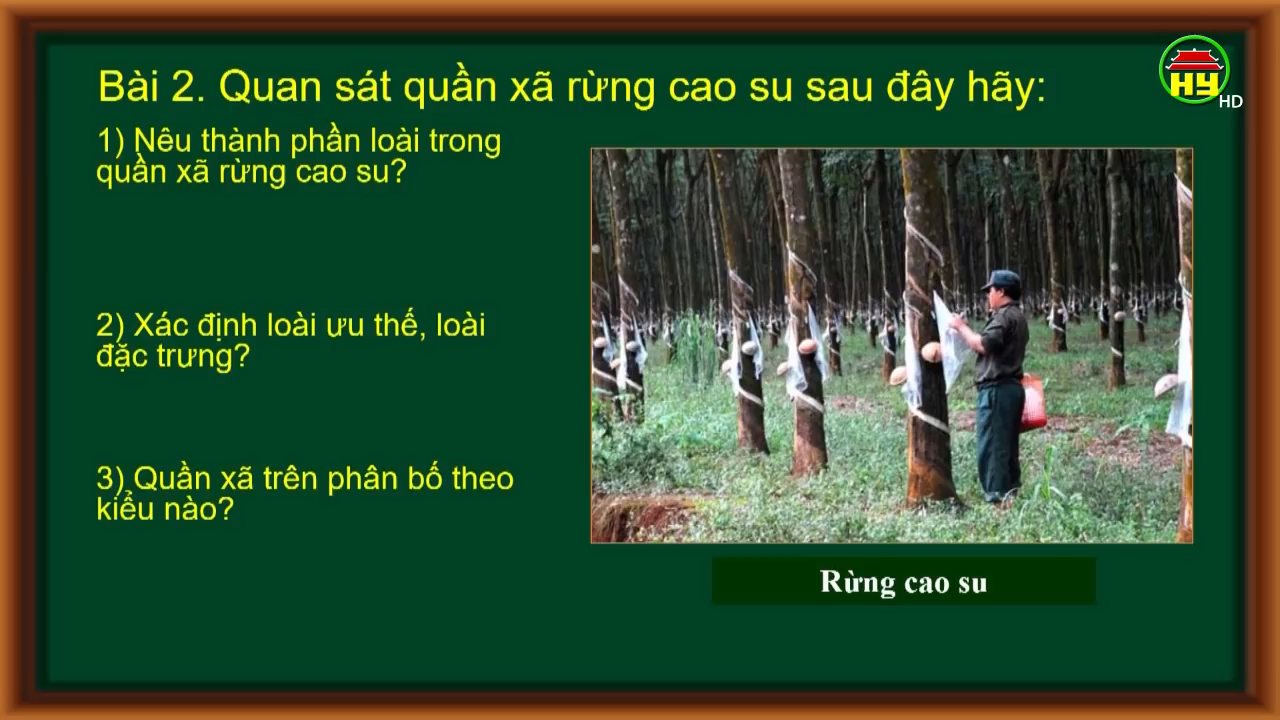 Bài 2. Quan sát quần xã rừng cao su sau đây hãy:
HY
HD
1) Nêu thành phần loài trong
quần xã rừng cao su?
2) Xác định loài ưu thế, loài
đặc trưng?
3) Quần xã trên phân bố theo
kiểu nào?
Rừng cao su